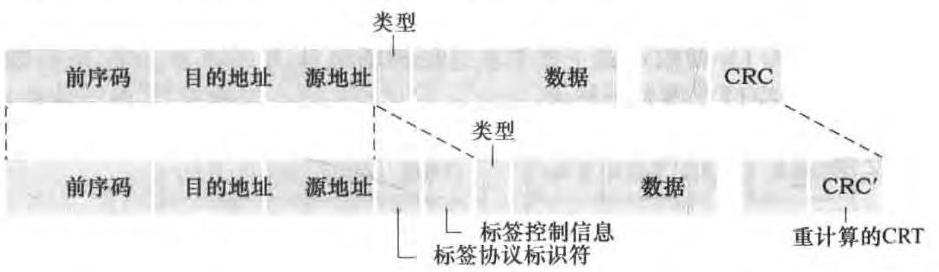 类型
前序码 目的地址 源地址 数据 CRC
类型
前序码 目的地址 源地址 数据 CRC′
标签控制信息
标签协议标识符
重计算的CRT